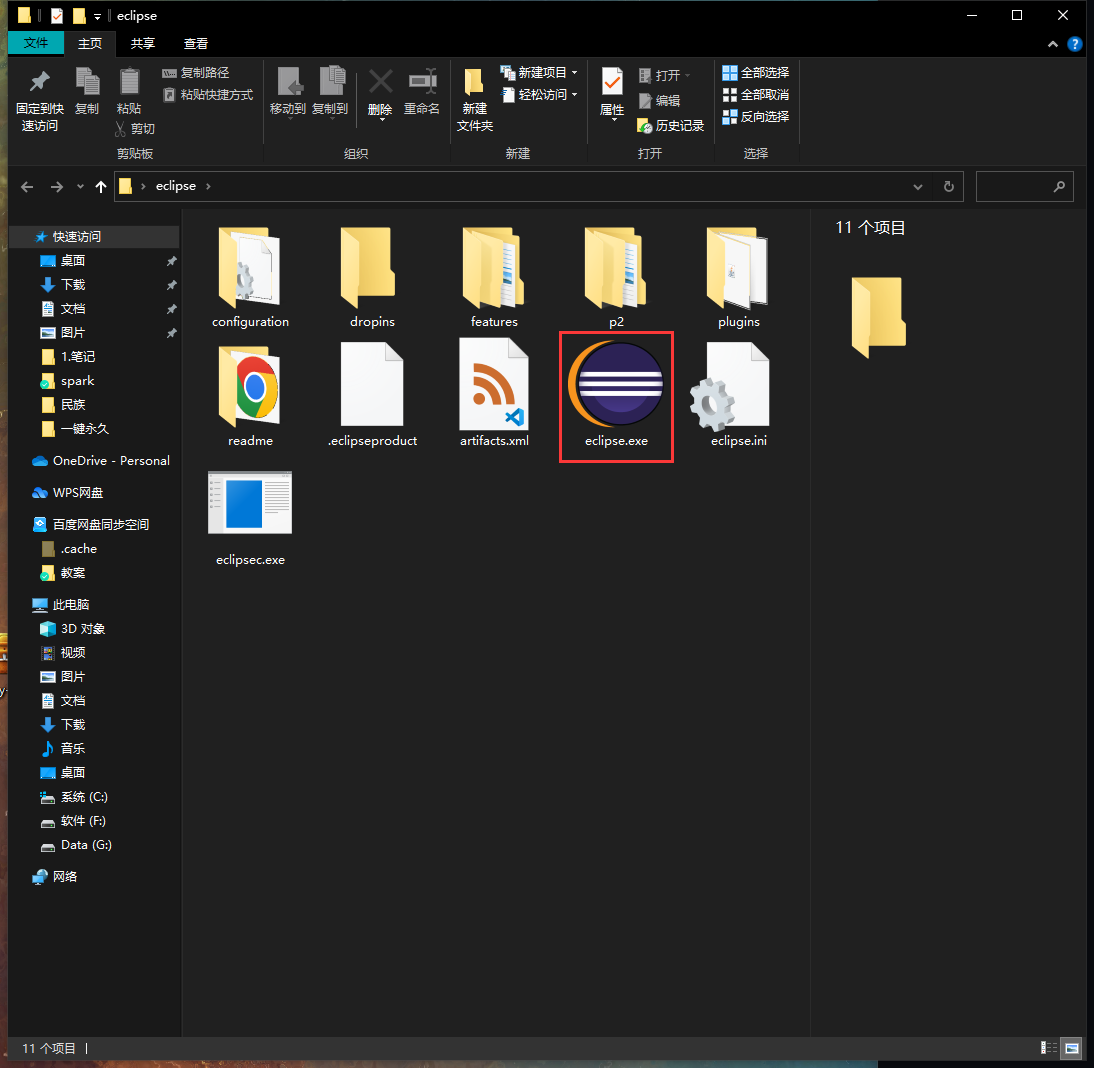 eclipse
文件
主页
共享
查看
固定到快
速访问
复制
粘贴
复制路径
粘贴快捷方式
剪切
剪贴板
移动到
复制到
删除
重命名
组织
新建
文件夹
新建项目
轻松访问
新建
属性
打开
编辑
历史记录
打开
全部选择
全部取消
反向选择
选择
eclipse
快速访问
桌面
下载
文档
图片
1.笔记
spark
民族
一键永久
OneDrive - Personal
WPS网盘
百度网盘同步空间
.cache
教案
此电脑
3D 对象
视频
图片
文档
下载
音乐
桌面
系统 (C:)
软件 (F:)
Data (G:)
网络
configuration
dropins
features
p2
plugins
readme
.eclipseproduct
artifacts.xml
eclipse.exe
eclipse.ini
eclipsec.exe
11 个项目
11 个项目